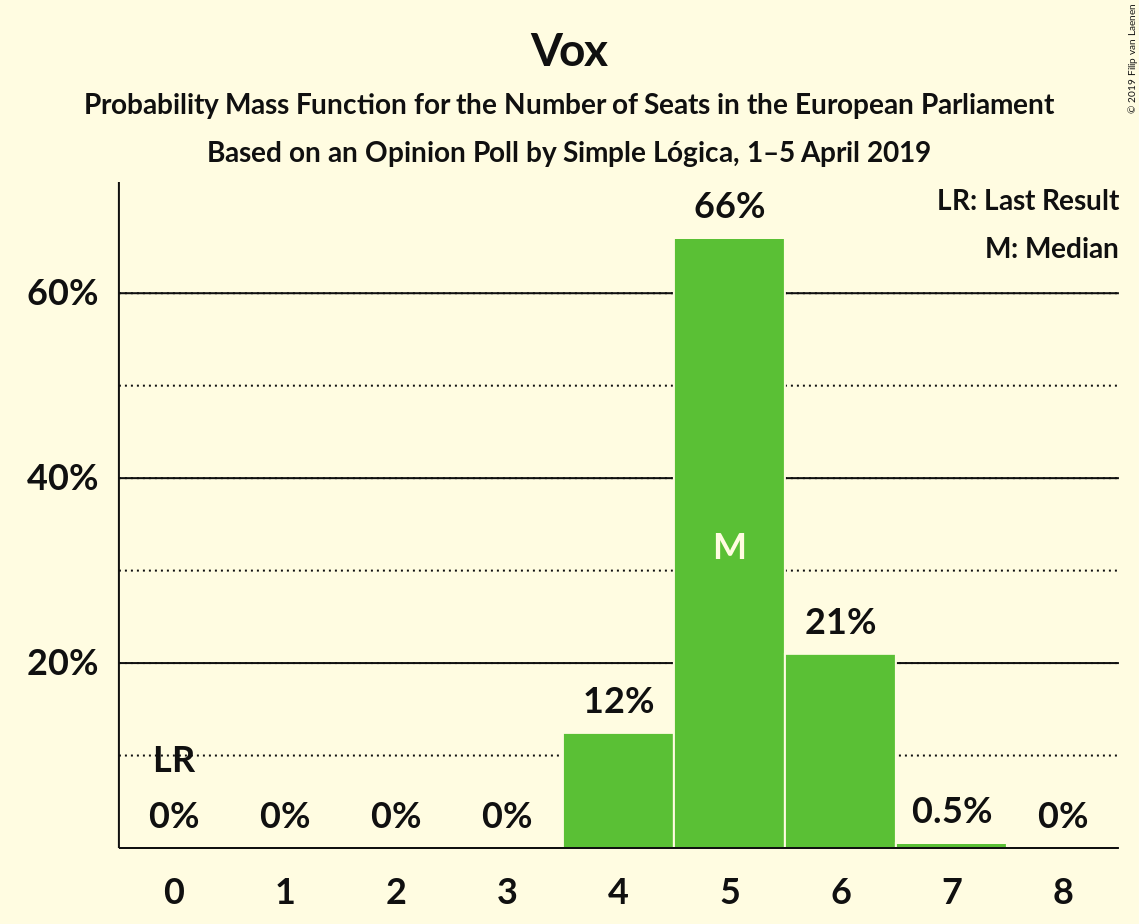 Vox
Probability Mass Function for the Number of Seats in the European Parliament
Based on an Opinion Poll by Simple Lógica, 1–5 April 2019
© 2019 Filip van Laenen
LR: Last Result
M: Median
66%
60%
40%
M
21%
20%
12%
LR
0%
0%
0%
0%
0.5%
0%
0 1 2 3 4 5 6 7 8